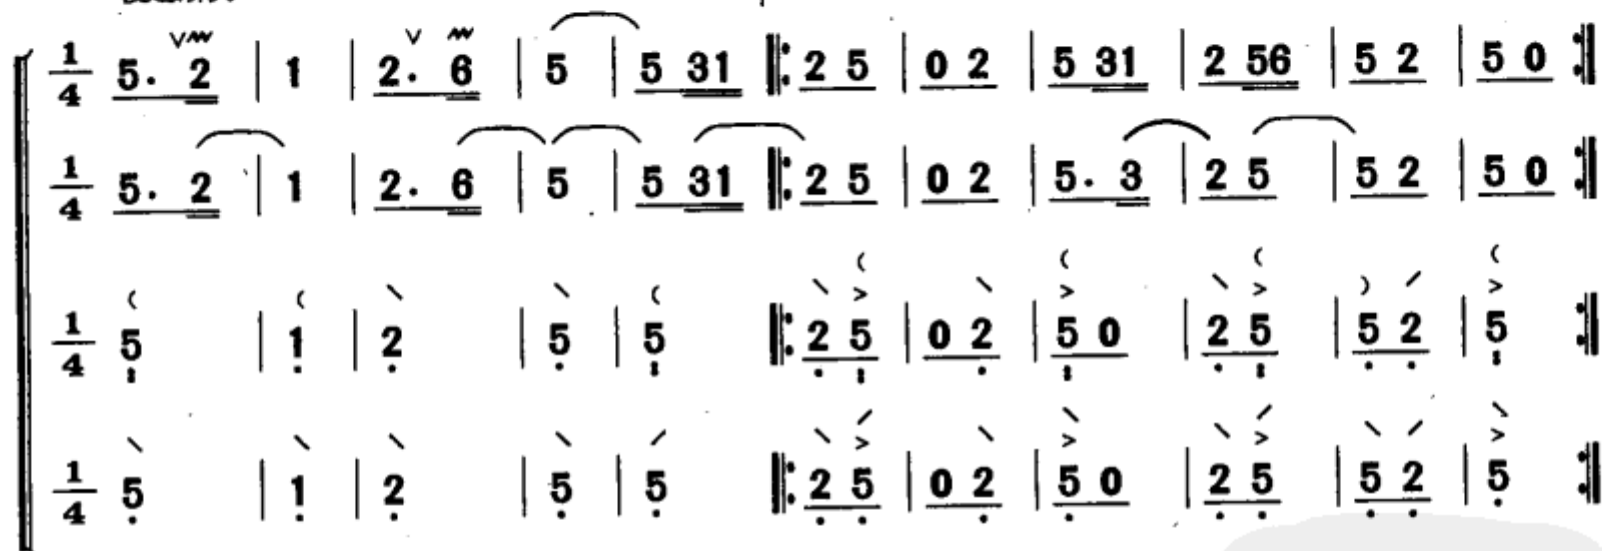 1/4 5. 2 | 1 | 2. 6 | 5 | 5 31 ‖: 2 5 | 0 2 | 5 31 | 2 56 | 5 2 | 5 0 :‖
1/4 5. 2 | 1 | 2. 6 | 5 | 5 31 ‖: 2 5 | 0 2 | 5. 3 | 2 5 | 5 2 | 5 0 :‖
1/4 5 | 1 | 2 | 5 | 5 ‖: 2 5 | 0 2 | 5 0 | 2 5 | 5 2 | 5 :‖
1/4 5 | 1 | 2 | 5 | 5 ‖: 2 5 | 0 2 | 5 0 | 2 5 | 5 2 | 5 :‖